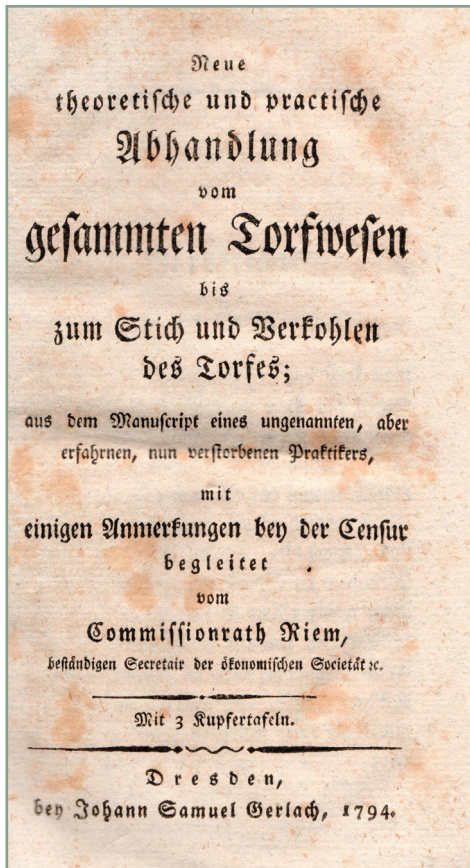 Neue
theoretische und practische
Abhandlung
vom
gesammten Torfwesen
bis
zum Stich und Verkohlen
des Torfes;
aus dem Manuscript eines ungenannten, aber
erfahrnen, nun verstorbenen Praktikers,
mit
einigen Anmerkungen bey der Censur
begleitet
vom
Commissionrath Riem,
beständigen Secretair der ökonomischen Societät ꝛc.
Mit 3 Kupfertafeln.
Dresden,
bey Johann Samuel Gerlach, 1794.